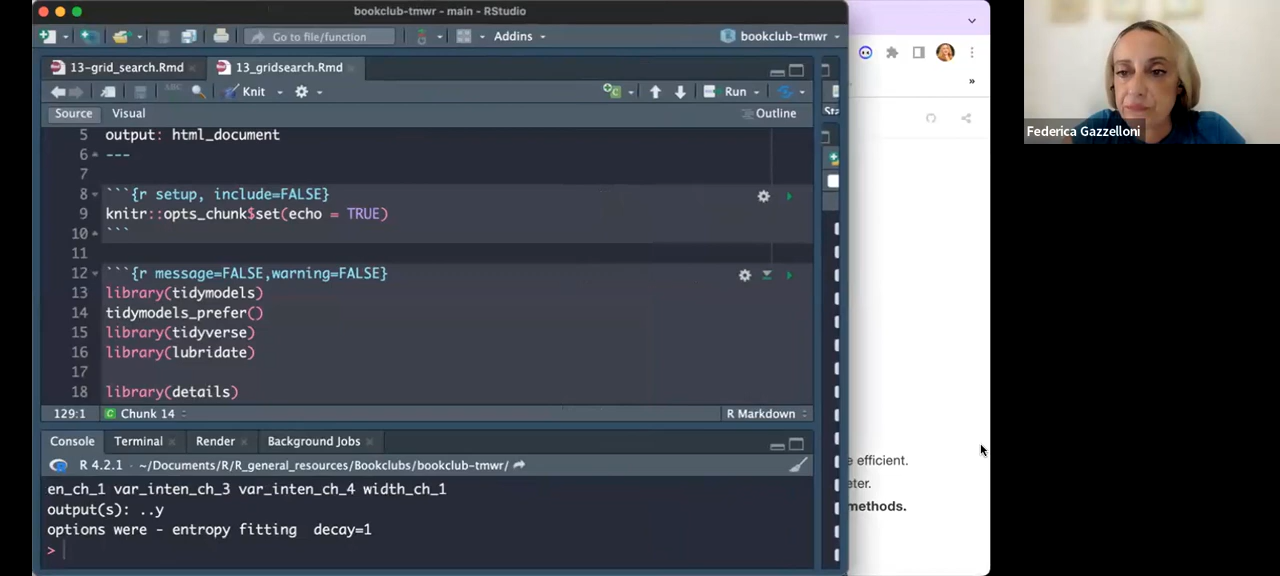 bookclub-tmwr - main - RStudio
Go to file/function
Addins
bookclub-tmwr
13-grid_search.Rmd
13_gridsearch.Rmd
ABC
Knit
Run
Source
Visual
Outline
5 output: html_document
6 ---
7
8 ```{r setup, include=FALSE}
9 knitr::opts_chunk$set(echo = TRUE)
10 ```
11
12 ```{r message=FALSE,warning=FALSE}
13 library(tidymodels)
14 tidymodels_prefer()
15 library(tidyverse)
16 library(lubridate)
17
18 library(details)
129:1
Chunk 14
R Markdown
Console
Terminal
Render
Background Jobs
R 4.2.1 · ~/Documents/R/R_general_resources/Bookclubs/bookclub-tmwr/
en_ch_1 var_inten_ch_3 var_inten_ch_4 width_ch_1
output(s): ..y
options were - entropy fitting  decay=1
>
»
e efficient.
eter.
methods.
Federica Gazzelloni